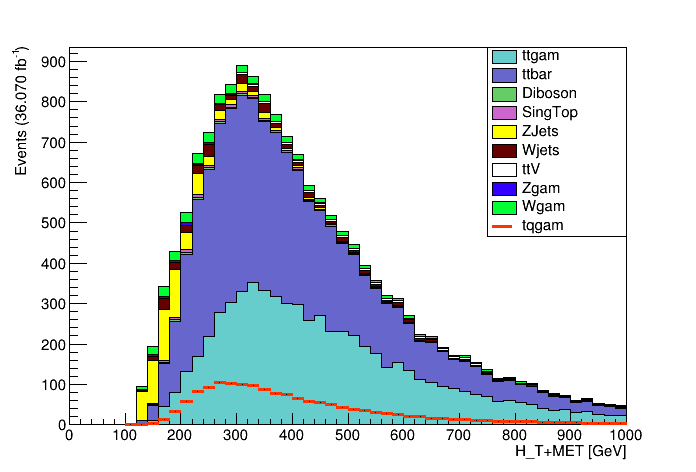 Events (36.070 fb⁻¹)
900
800
700
600
500
400
300
200
100
0
0 100 200 300 400 500 600 700 800 900 1000
H_T+MET [GeV]
ttgam
ttbar
Diboson
SingTop
ZJets
Wjets
ttV
Zgam
Wgam
tqgam